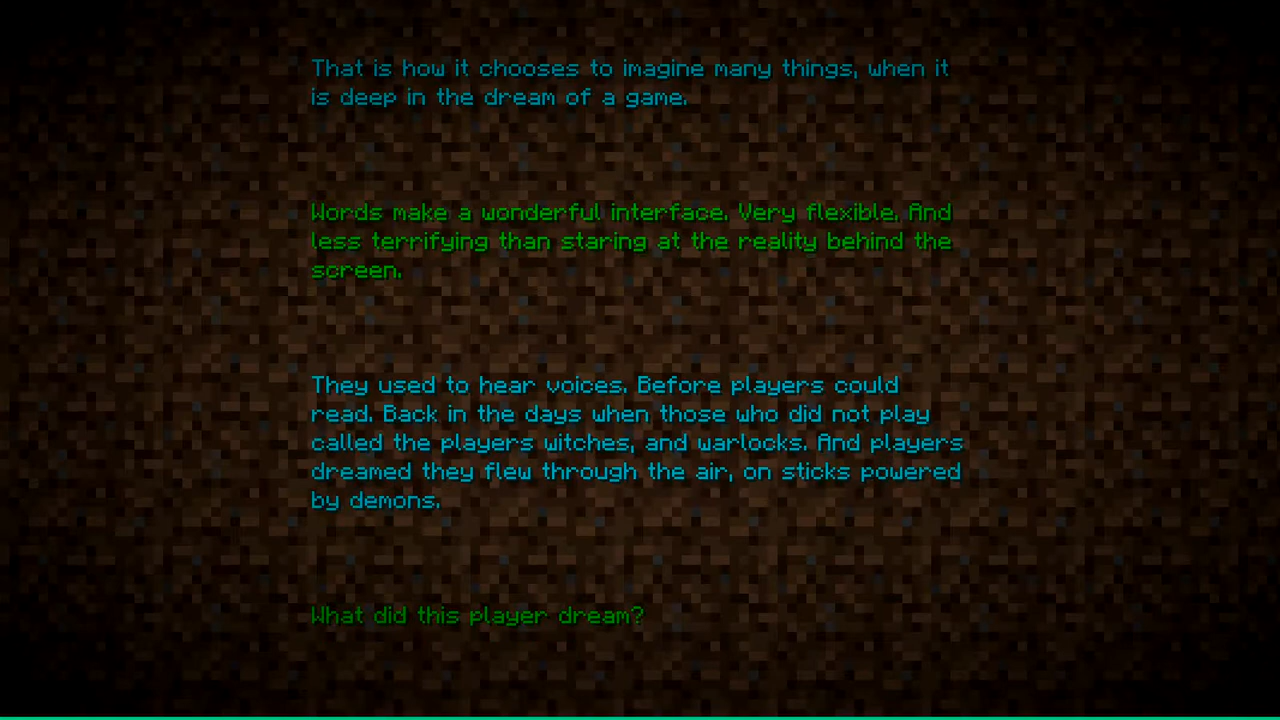 That is how it chooses to imagine many things, when it
is deep in the dream of a game.
Words make a wonderful interface. Very flexible. And
less terrifying than staring at the reality behind the
screen.
They used to hear voices. Before players could
read. Back in the days when those who did not play
called the players witches, and warlocks. And players
dreamed they flew through the air, on sticks powered
by demons.
What did this player dream?